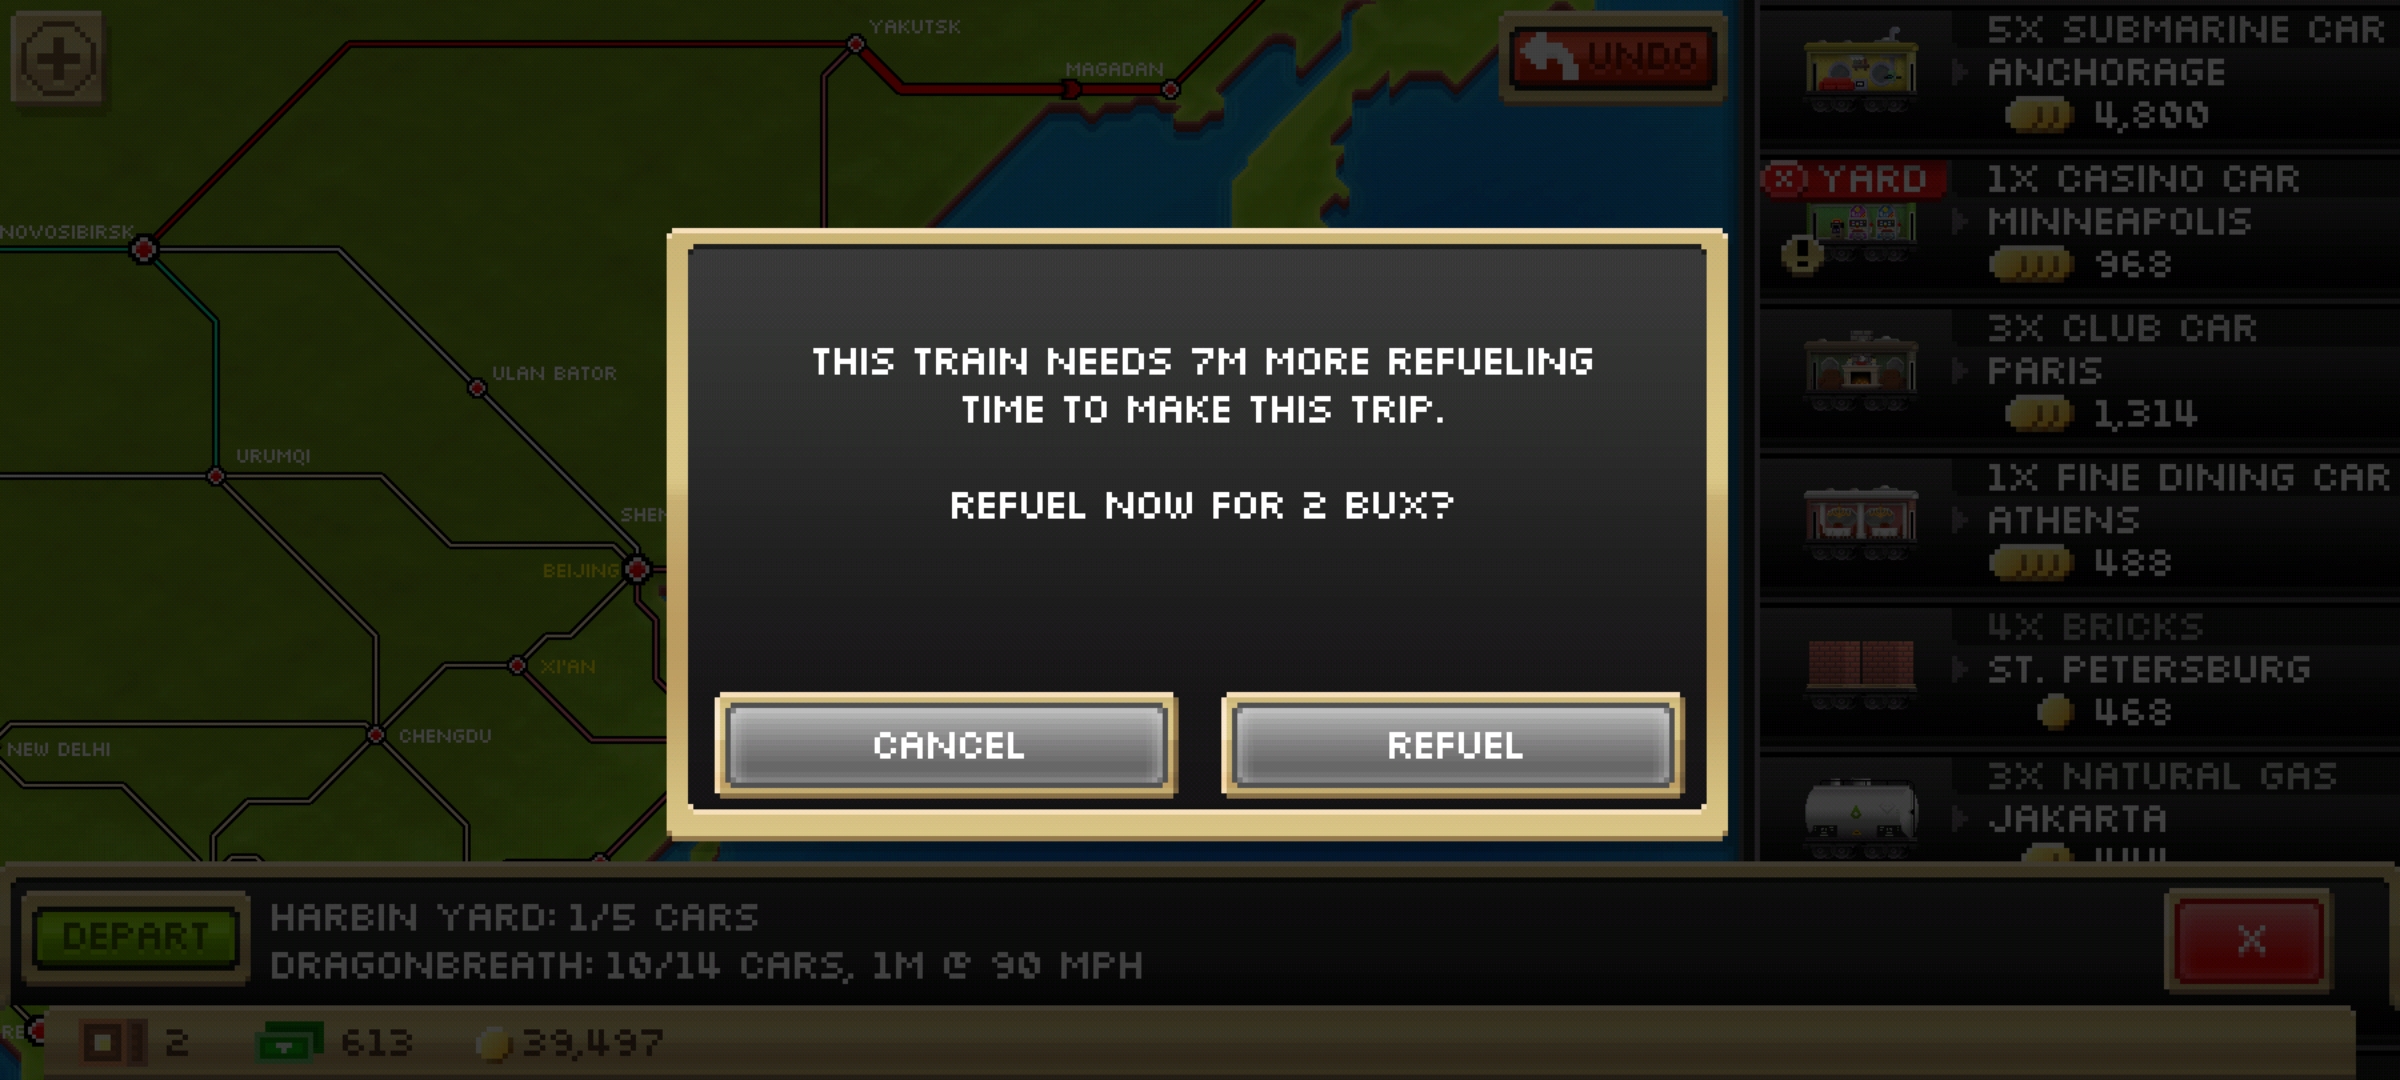 YAKUTSK
MAGADAN
UNDO
NOVOSIBIRSK
ULAN BATOR
URUMQI
BEIJING
XI'AN
CHENGDU
NEW DELHI
THIS TRAIN NEEDS 7M MORE REFUELING
TIME TO MAKE THIS TRIP.
REFUEL NOW FOR 2 BUX?
CANCEL
REFUEL
5X SUBMARINE CAR
ANCHORAGE
4,800
YARD
1X CASINO CAR
MINNEAPOLIS
968
3X CLUB CAR
PARIS
1,314
1X FINE DINING CAR
ATHENS
488
4X BRICKS
ST. PETERSBURG
468
3X NATURAL GAS
JAKARTA
DEPART
HARBIN YARD: 1/5 CARS
DRAGONBREATH: 10/14 CARS, 1M @ 90 MPH
X
2
613
39,497